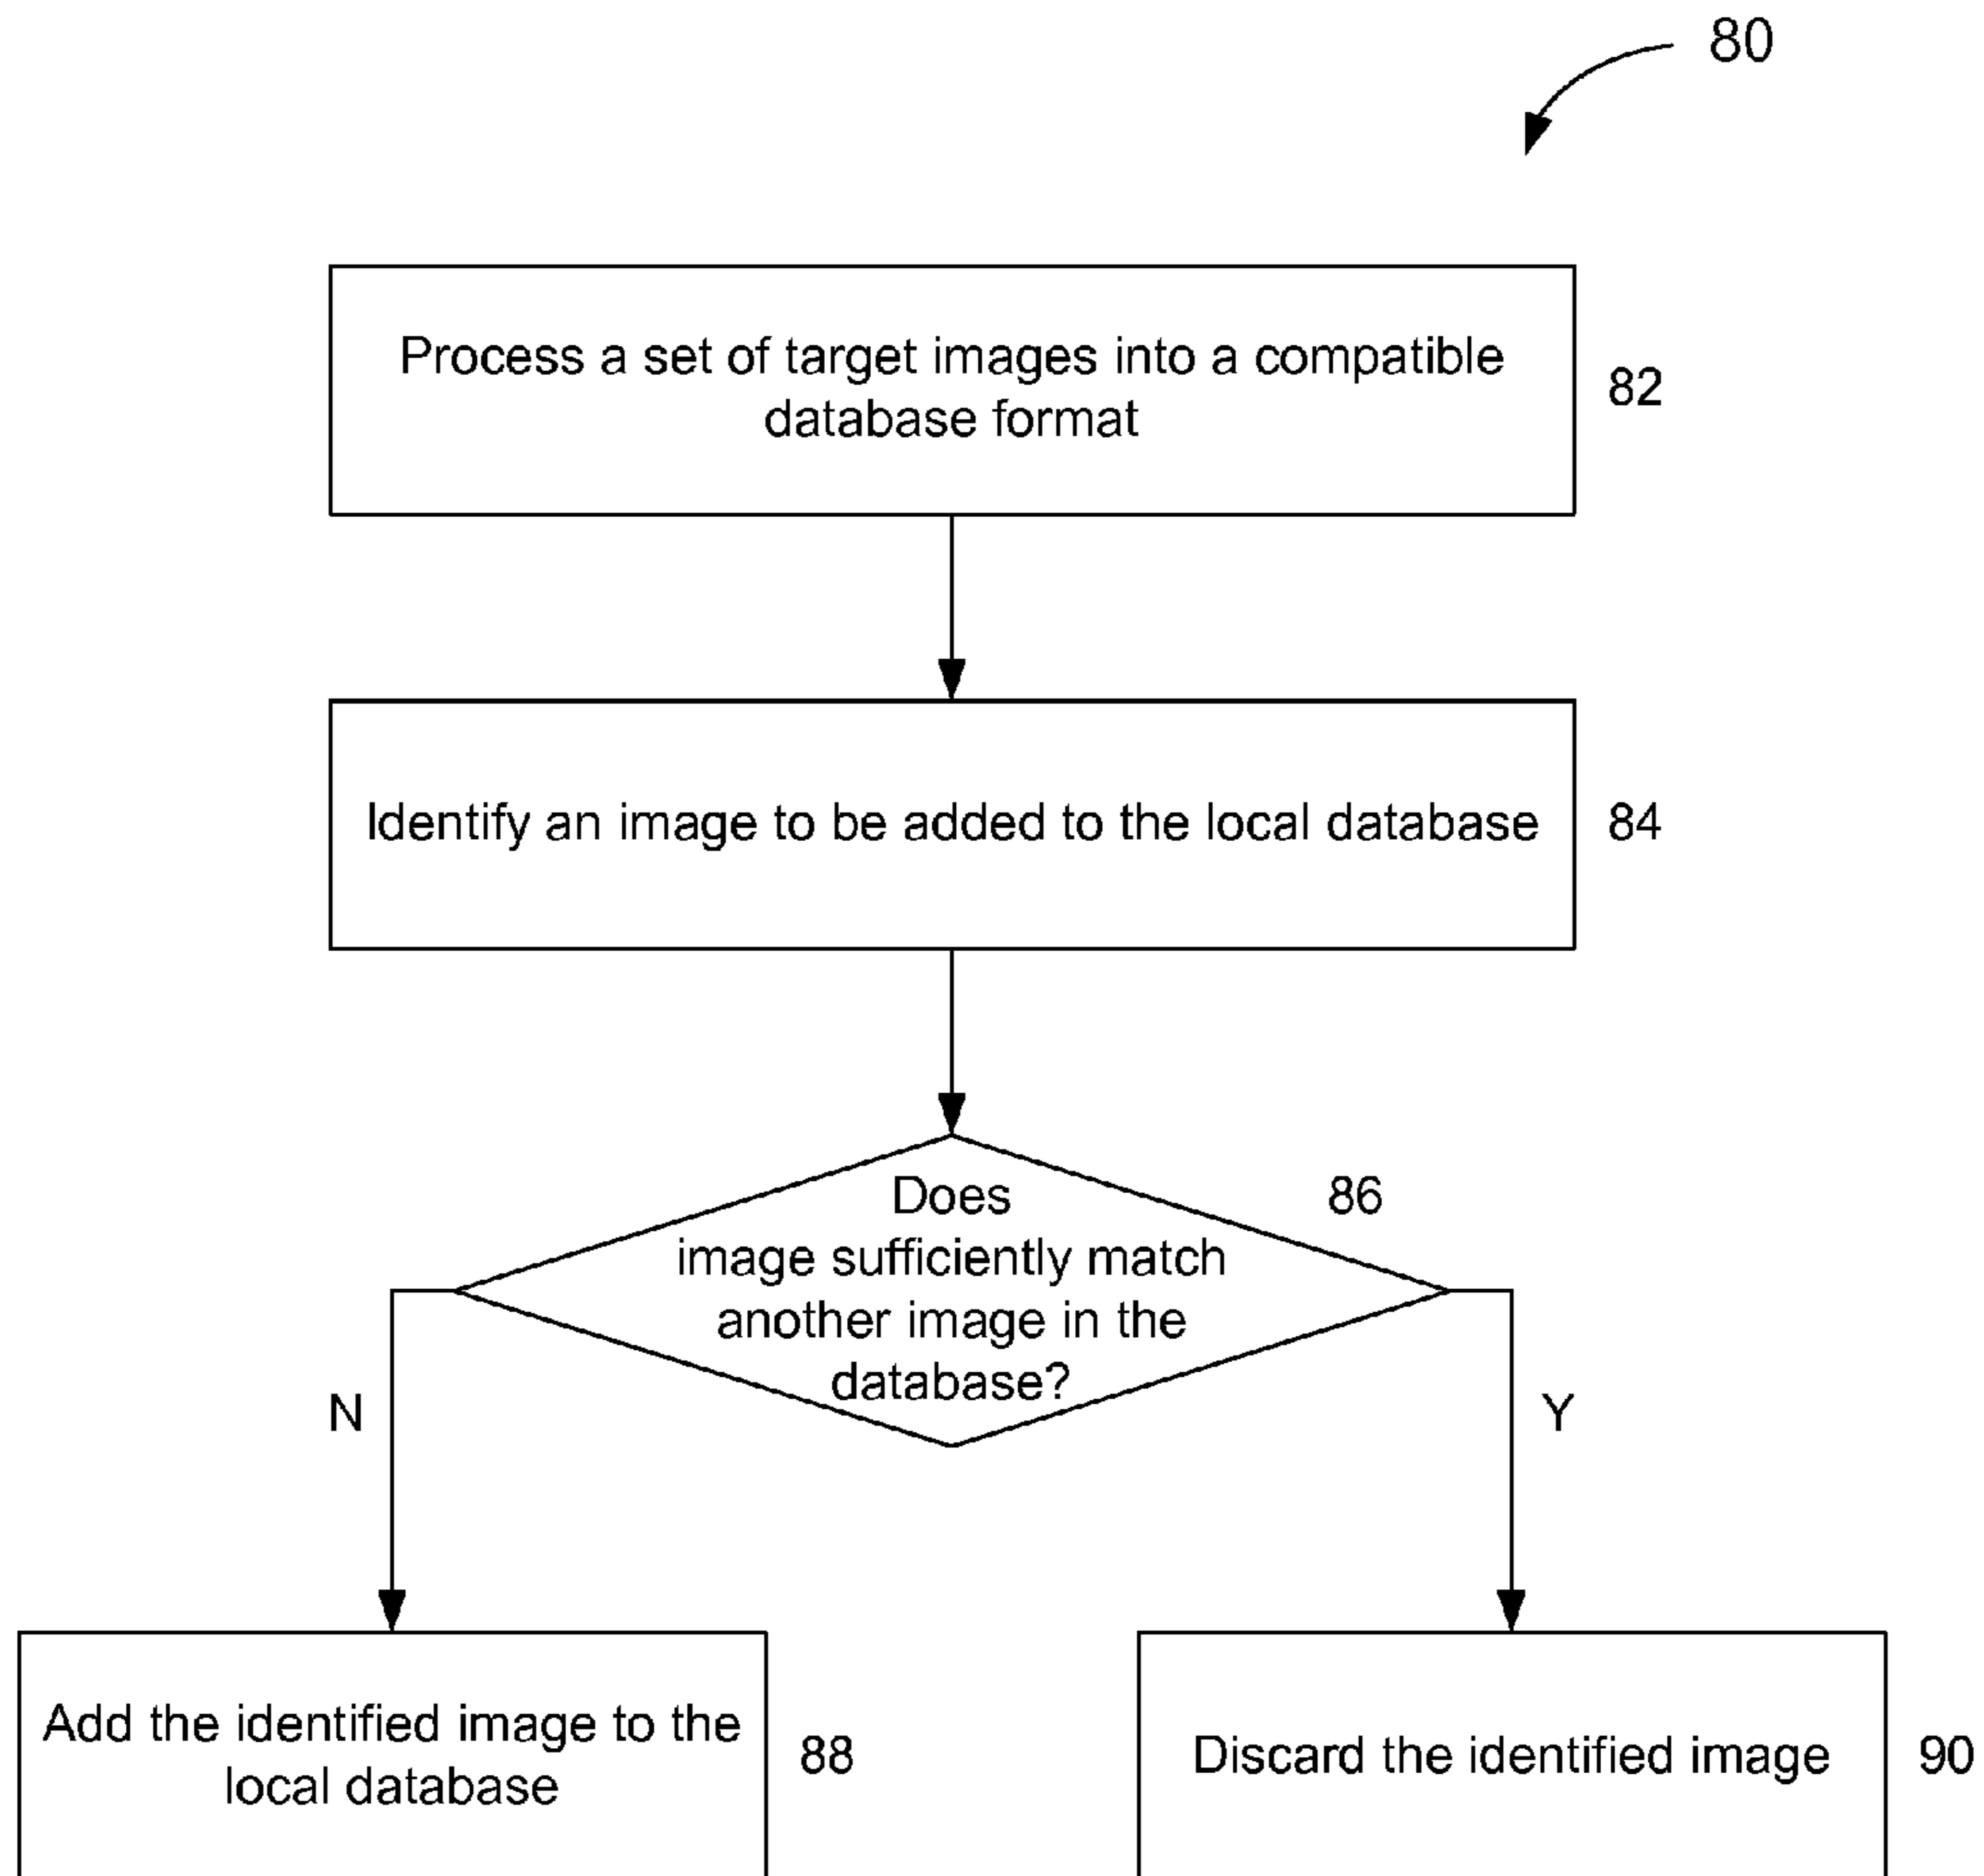 80
Process a set of target images into a compatible
database format
82
Identify an image to be added to the local database
84
Does
image sufficiently match
another image in the
database?
86
N
Y
Add the identified image to the
local database
88
Discard the identified image
90